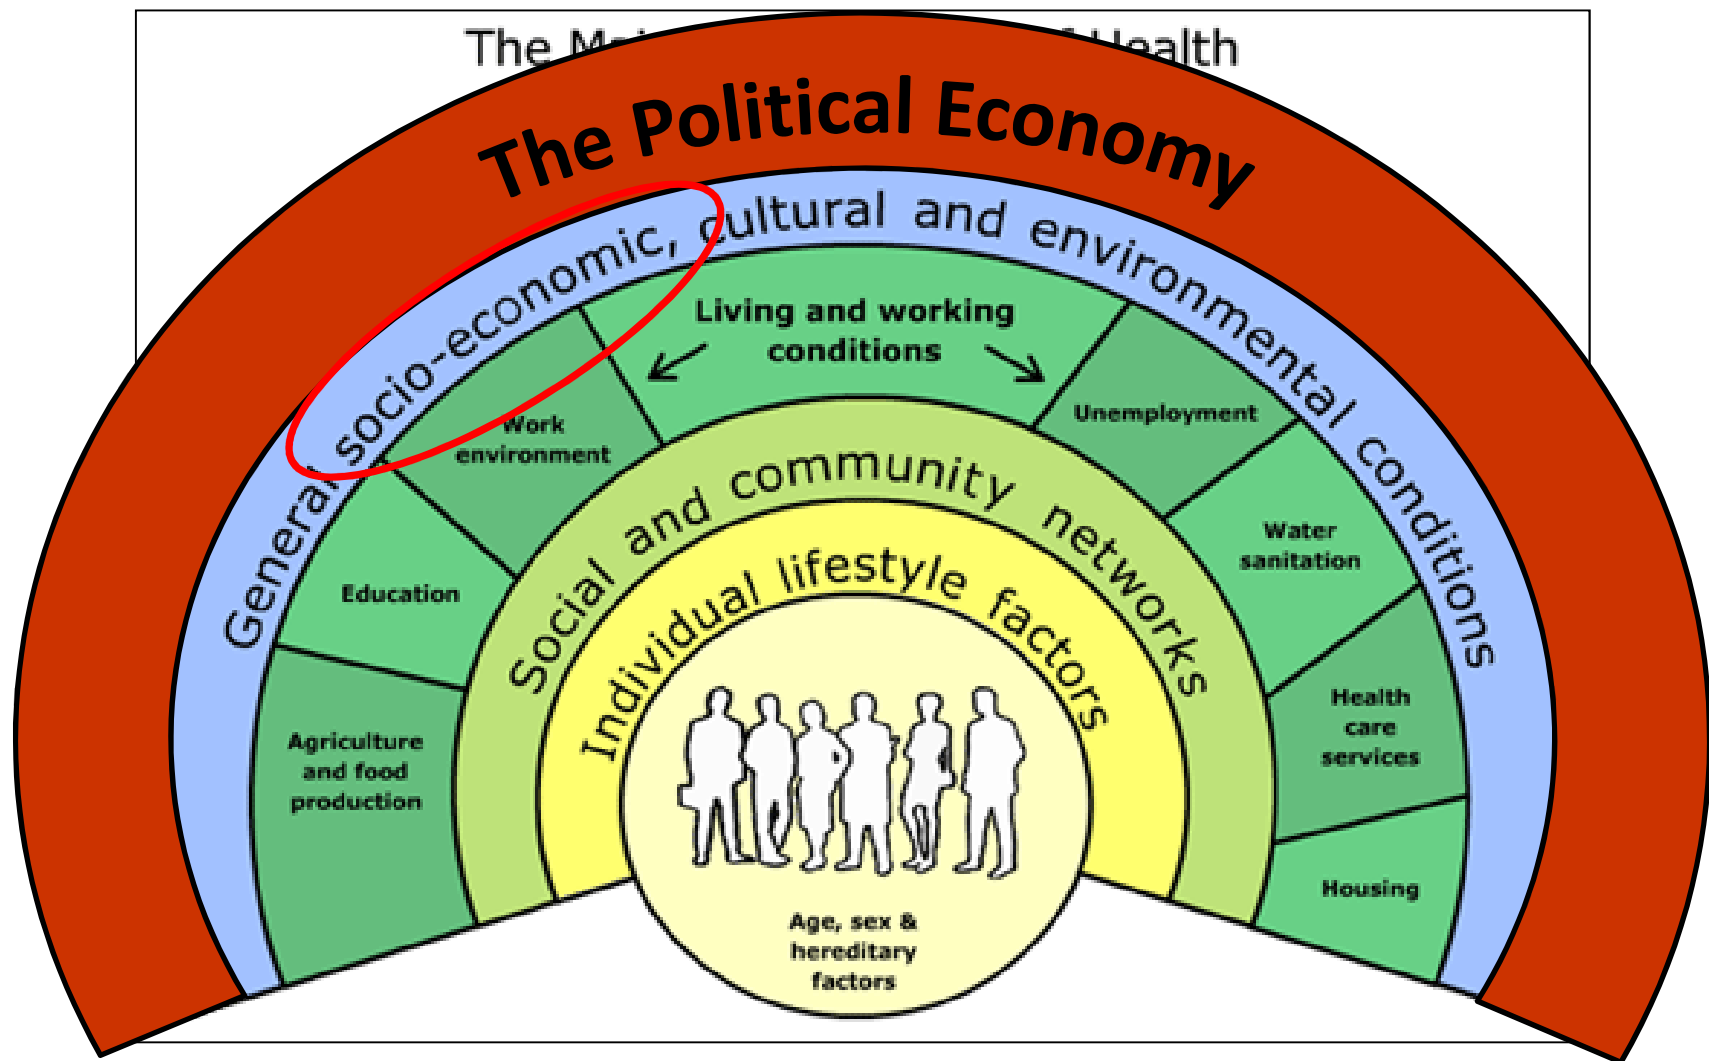 The Health
The Political Economy
General socio-economic, cultural and environmental conditions
Living and working
conditions
Work
environment
Unemployment
Education
Water
sanitation
Agriculture
and food
production
Health
care
services
Housing
Social and community networks
Individual lifestyle factors
Age, sex &
hereditary
factors